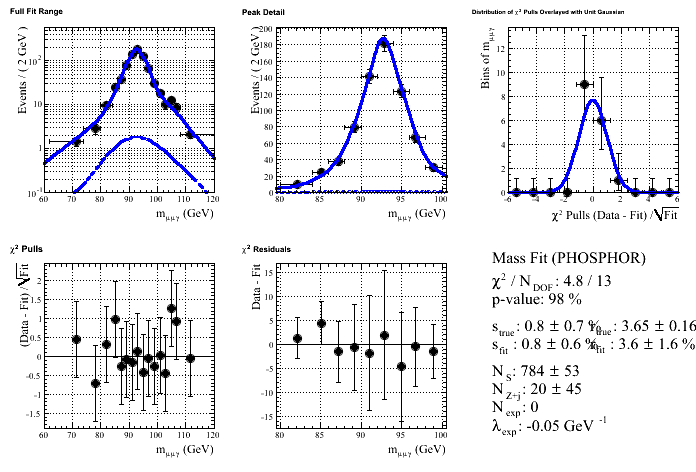 Full Fit Range
Peak Detail
Distribution of χ² Pulls Overlayed with Unit Gaussian
Events / ( 2 GeV )
10²
10
1
10⁻¹
60 70 80 90 100 110 120
m_μμγ (GeV)
Events / ( 2 GeV )
200
180
160
140
120
100
80
60
40
20
0
80 85 90 95 100
m_μμγ (GeV)
Bins of m_μμγ
12
10
8
6
4
2
0
-6 -4 -2 0 2 4 6
χ² Pulls (Data - Fit) /√Fit
χ² Pulls
(Data - Fit) /√Fit
2
1.5
1
0.5
0
-0.5
-1
-1.5
60 70 80 90 100 110 120
m_μμγ (GeV)
χ² Residuals
Data - Fit
15
10
5
0
-5
-10
-15
80 85 90 95 100
m_μμγ (GeV)
Mass Fit (PHOSPHOR)
χ² / N_DOF : 4.8 / 13
p-value: 98 %
s_true : 0.8 ± 0.7 % _true : 3.65 ± 0.16
s_fit : 0.8 ± 0.6 % _fit : 3.6 ± 1.6 %
N_S : 784 ± 53
N_Z+j : 20 ± 45
N_exp : 0
λ_exp : -0.05 GeV ⁻¹